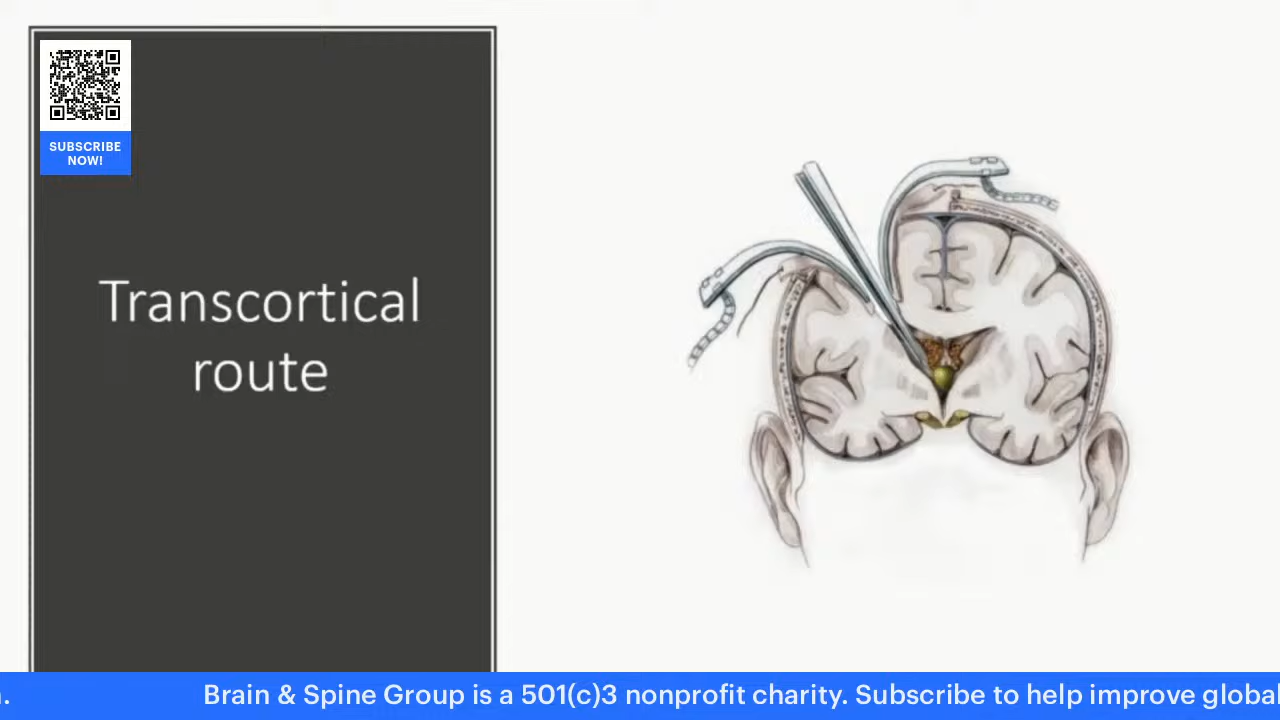 SUBSCRIBE
NOW!
Transcortical
route
. Brain & Spine Group is a 501(c)3 nonprofit charity. Subscribe to help improve global